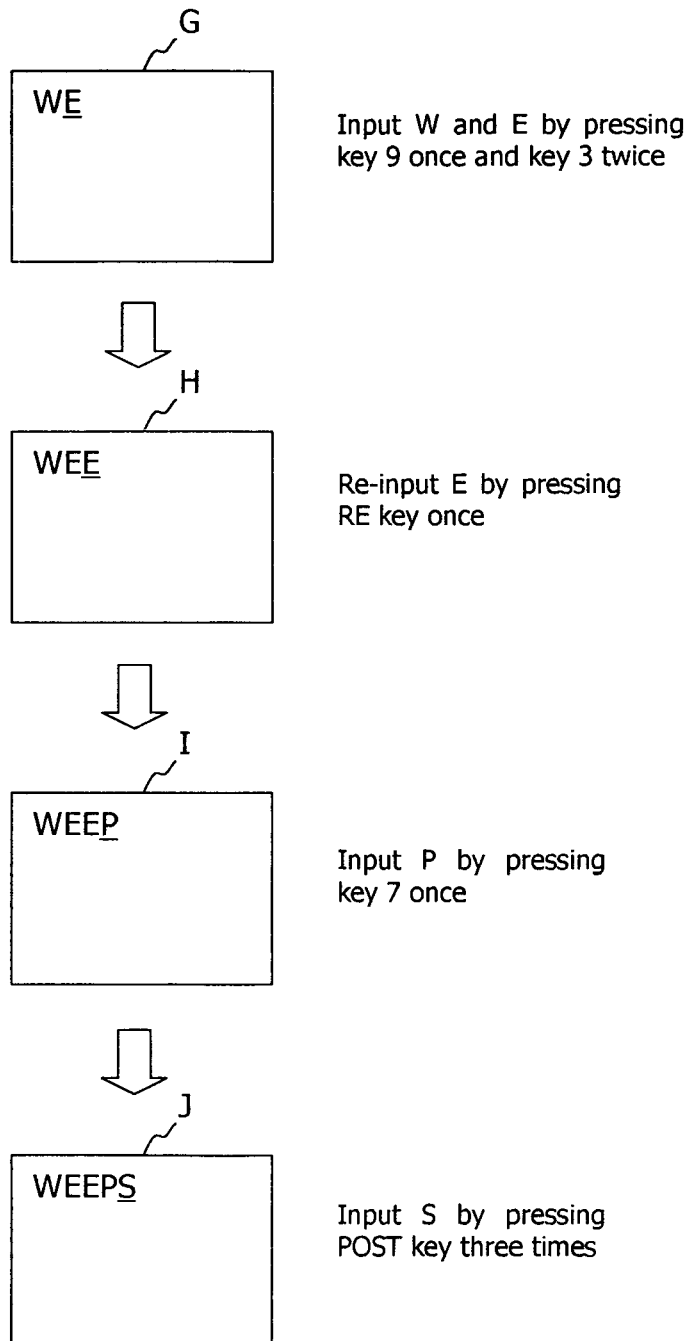 G
WE
Input W and E by pressing
key 9 once and key 3 twice
H
WEE
Re-input E by pressing
RE key once
I
WEEP
Input P by pressing
key 7 once
J
WEEPS
Input S by pressing
POST key three times